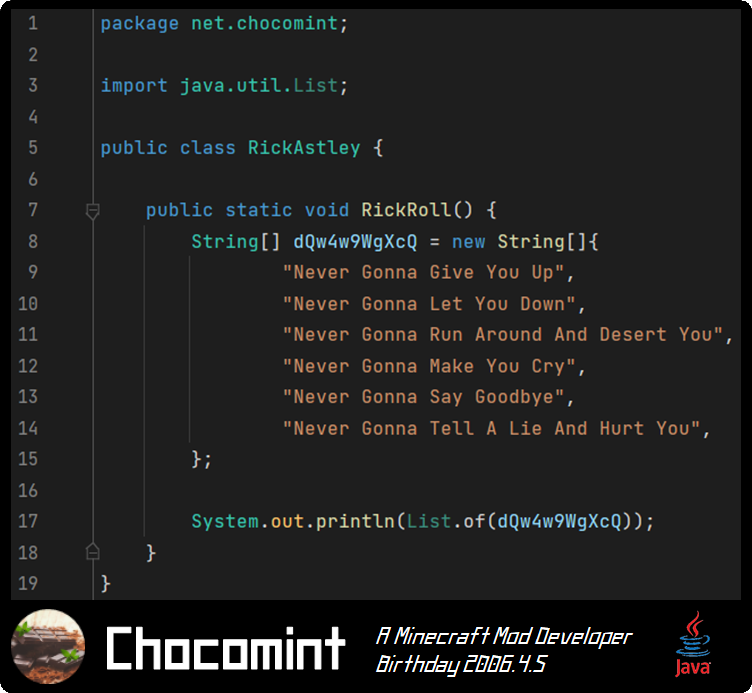 1 package net.chocomint;
2
3 import java.util.List;
4
5 public class RickAstley {
6
7 public static void RickRoll() {
8 String[] dQw4w9WgXcQ = new String[]{
9 "Never Gonna Give You Up",
10 "Never Gonna Let You Down",
11 "Never Gonna Run Around And Desert You",
12 "Never Gonna Make You Cry",
13 "Never Gonna Say Goodbye",
14 "Never Gonna Tell A Lie And Hurt You",
15 };
16
17 System.out.println(List.of(dQw4w9WgXcQ));
18 }
19 }
Chocomint
A Minecraft Mod Developer
Birthday 2006.4.5
Java